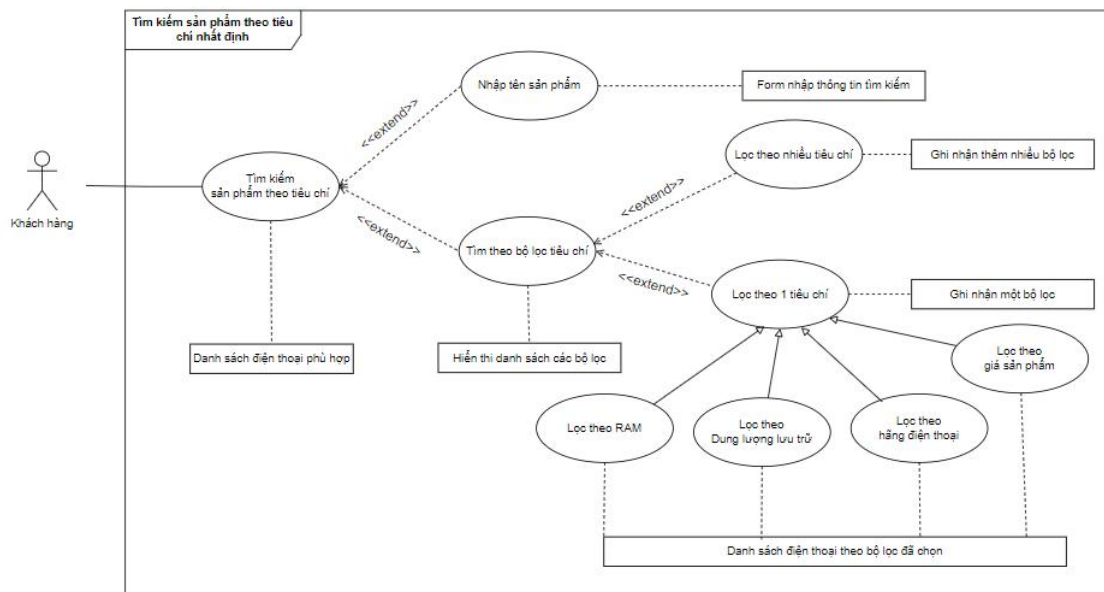 Tìm kiếm sản phẩm theo tiêu
chí nhất định
Nhập tên sản phẩm
Form nhập thông tin tìm kiếm
<<extend>>
Lọc theo nhiều tiêu chí
Ghi nhận thêm nhiều bộ lọc
Tìm kiếm
sản phẩm theo tiêu chí
Khách hàng
<<extend>>
<<extend>>
Tìm theo bộ lọc tiêu chí
<<extend>>
Lọc theo 1 tiêu chí
Ghi nhận một bộ lọc
Danh sách điện thoại phù hợp
Hiển thi danh sách các bộ lọc
Lọc theo
giá sản phẩm
Lọc theo RAM
Lọc theo
Dung lượng lưu trữ
Lọc theo
hãng điện thoại
Danh sách điện thoại theo bộ lọc đã chọn